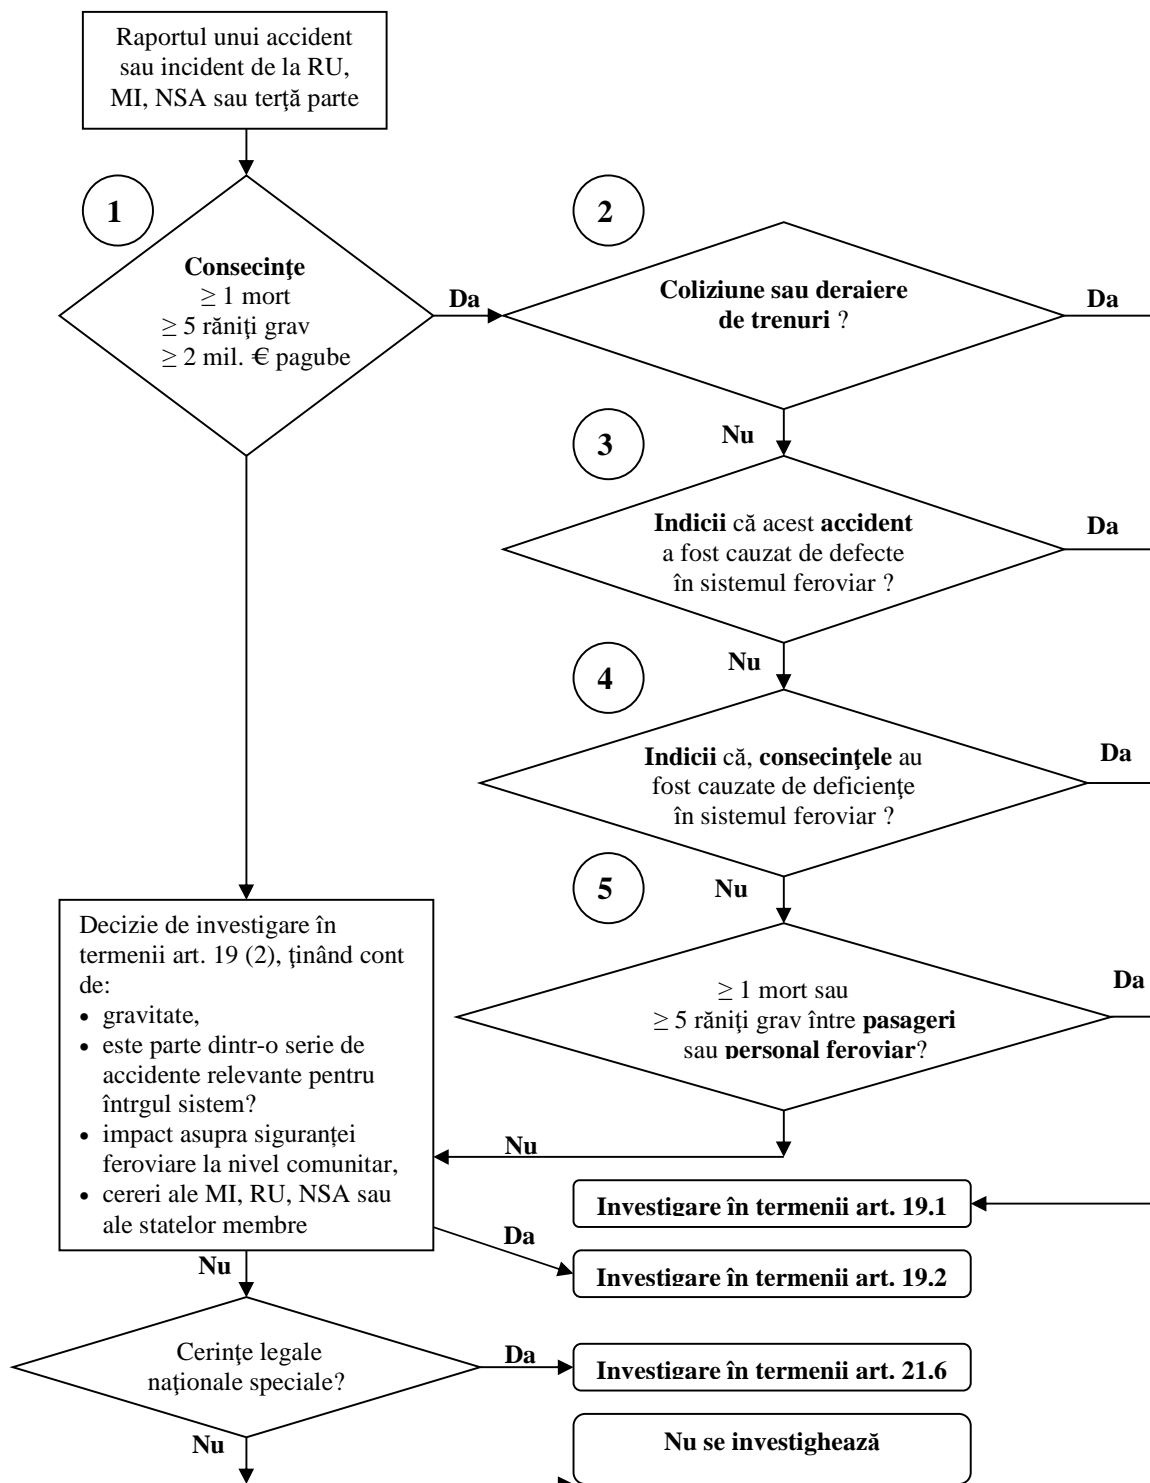 Raportul unui accident
sau incident de la RU,
MI, NSA sau terţă parte
1
Consecinţe
≥ 1 mort
≥ 5 răniţi grav
≥ 2 mil. € pagube
Da
2
Coliziune sau deraiere
de trenuri ?
Da
Nu
3
Indicii că acest accident
a fost cauzat de defecte
în sistemul feroviar ?
Da
Nu
4
Indicii că, consecinţele au
fost cauzate de deficienţe
în sistemul feroviar ?
Da
Nu
5
≥ 1 mort sau
≥ 5 răniţi grav între pasageri
sau personal feroviar?
Da
Nu
Decizie de investigare în
termenii art. 19 (2), ţinând cont
de:
• gravitate,
• este parte dintr-o serie de
accidente relevante pentru
întrgul sistem?
• impact asupra siguranței
feroviare la nivel comunitar,
• cereri ale MI, RU, NSA sau
ale statelor membre
Investigare în termenii art. 19.1
Da
Investigare în termenii art. 19.2
Nu
Cerinţe legale
naţionale speciale?
Da
Investigare în termenii art. 21.6
Nu
Nu se investighează